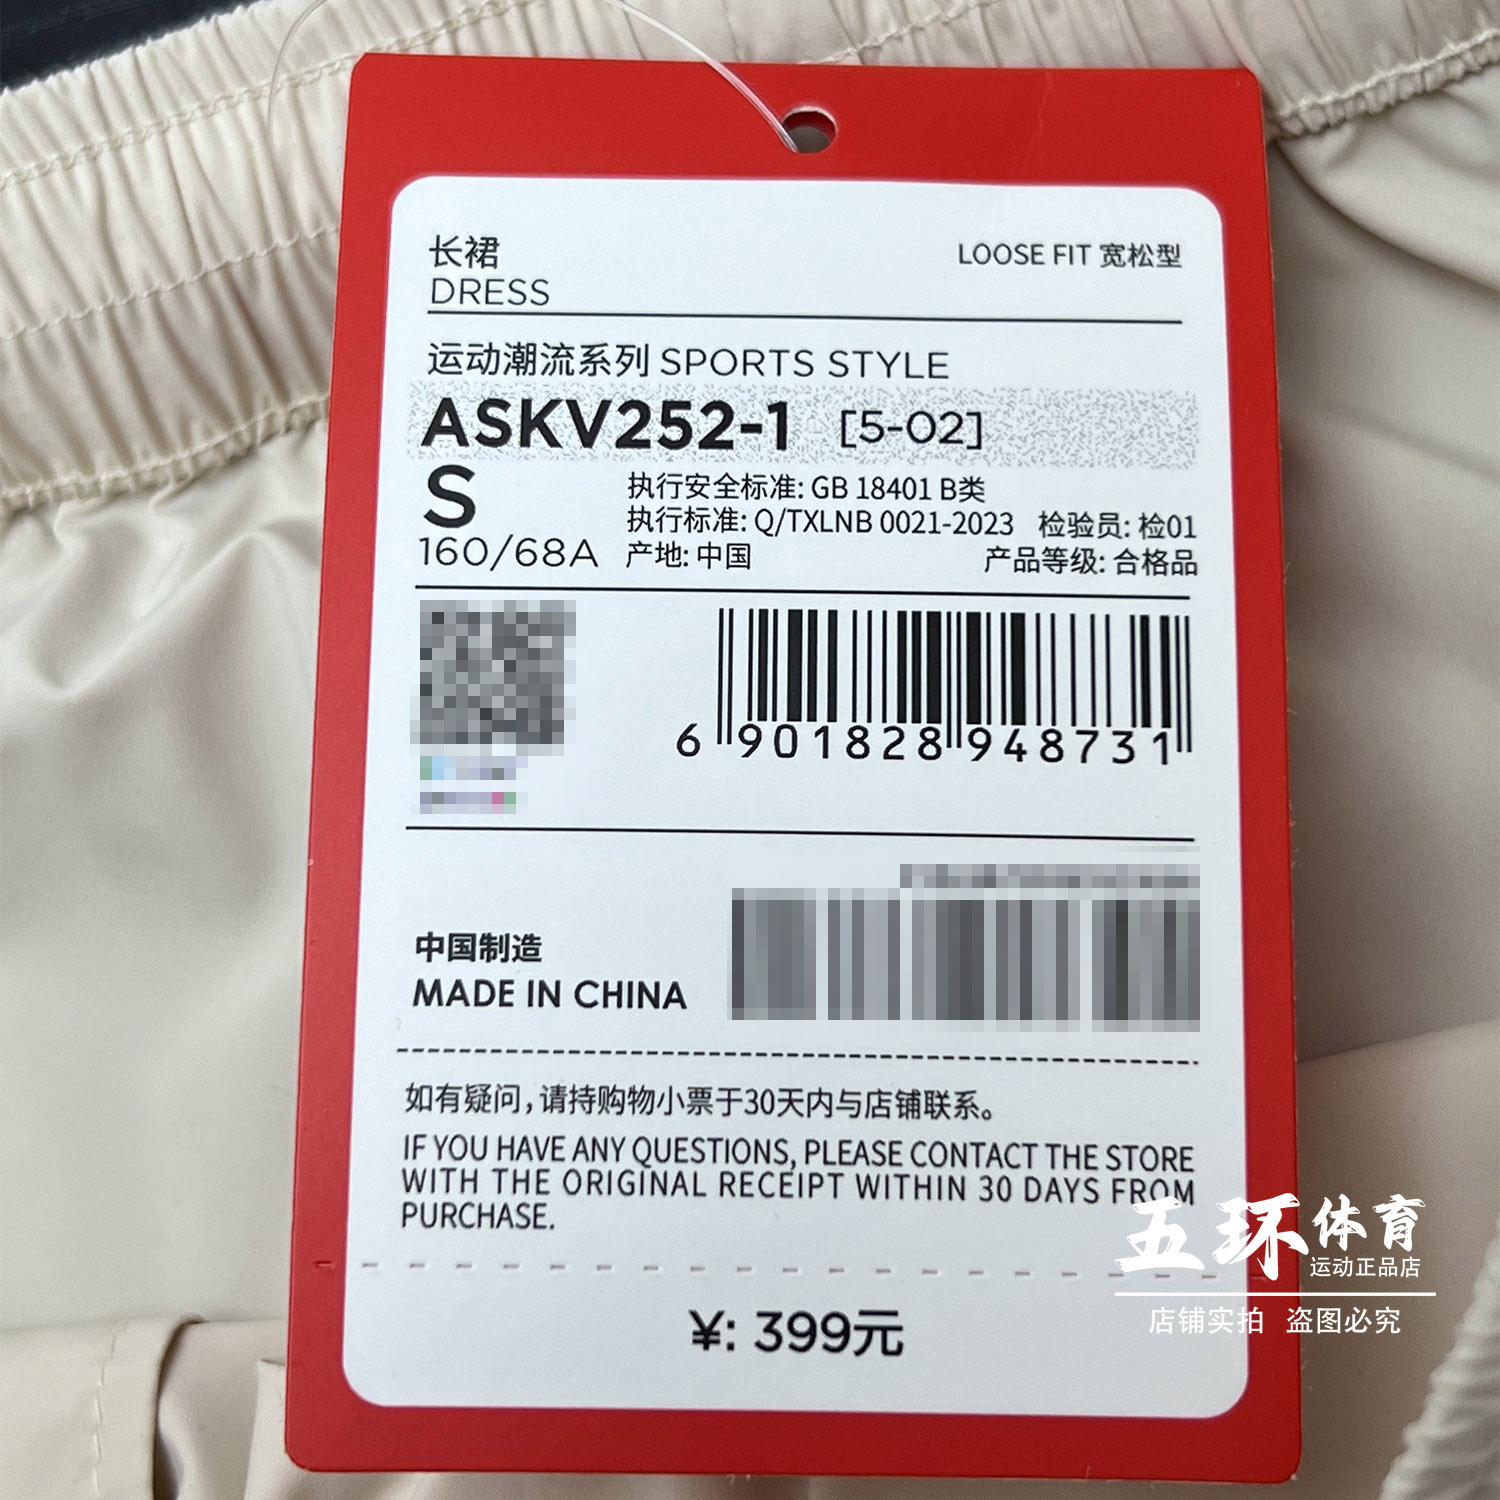 长裙
DRESS
LOOSE FIT 宽松型
运动潮流系列 SPORTS STYLE
ASKV252-1 [5-02]
S
160/68A
执行安全标准: GB 18401 B类
执行标准: Q/TXLNB 0021-2023 检验员: 检01
产地: 中国 产品等级: 合格品
6 901828 948731
中国制造
MADE IN CHINA
如有疑问，请持购物小票于30天内与店铺联系。
IF YOU HAVE ANY QUESTIONS, PLEASE CONTACT THE STORE
WITH THE ORIGINAL RECEIPT WITHIN 30 DAYS FROM
PURCHASE.
¥: 399元
五环体育
运动正品店
店铺实拍 盗图必究